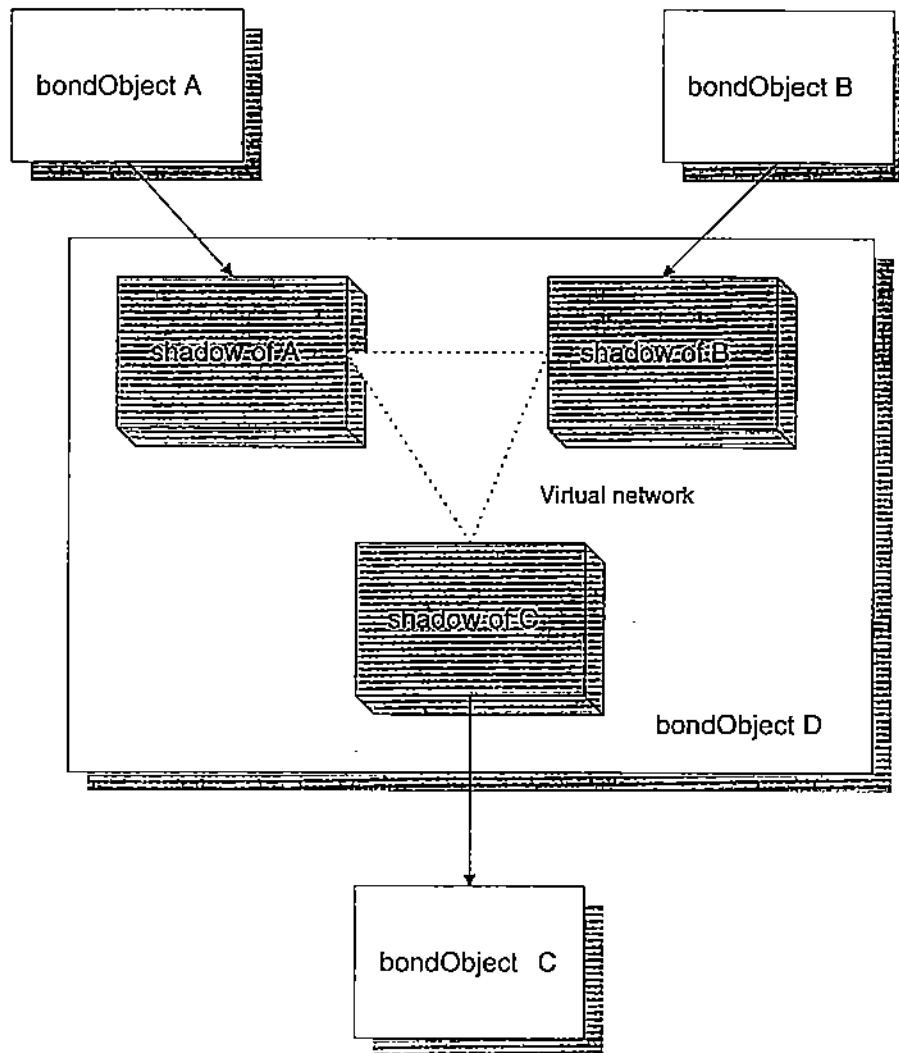 bondObject A
bondObject B
shadow of A
shadow of B
Virtual network
shadow of C
bondObject D
bondObject C